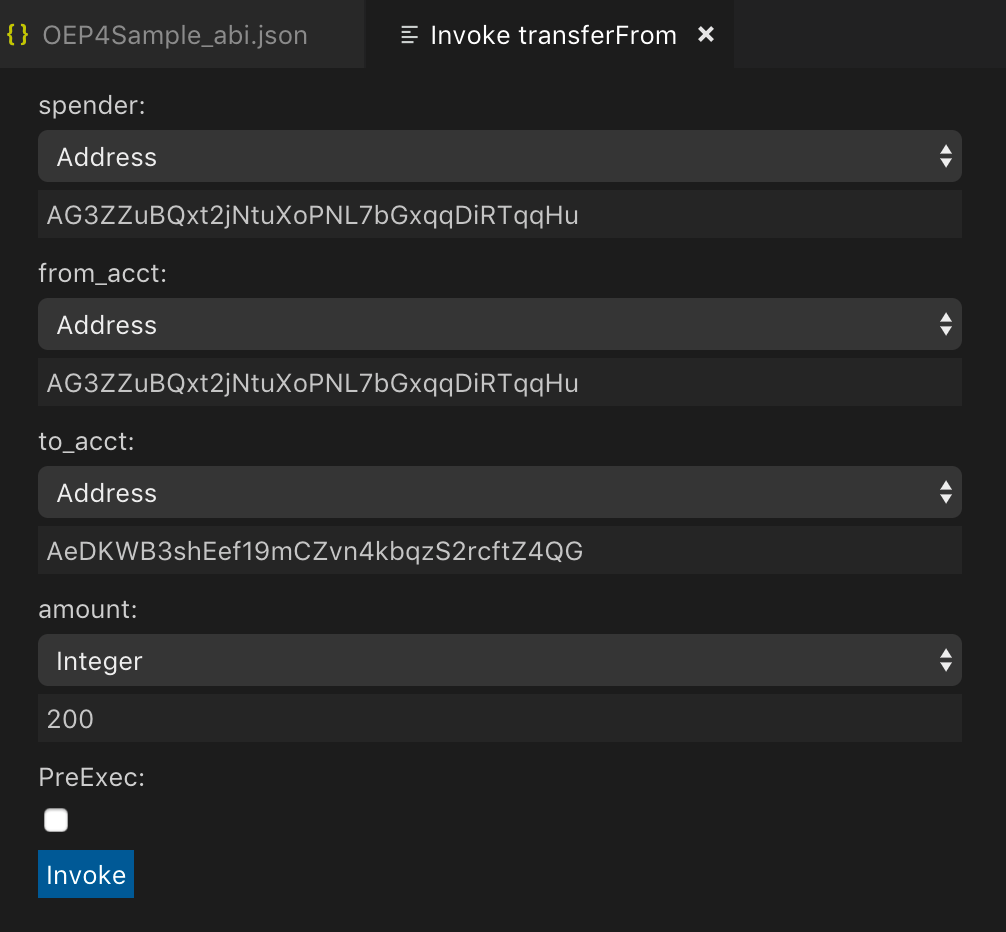 {} OEP4Sample_abi.json Invoke transferFrom ×
spender:
Address
AG3ZZuBQxt2jNtuXoPNL7bGxqqDiRTqqHu
from_acct:
Address
AG3ZZuBQxt2jNtuXoPNL7bGxqqDiRTqqHu
to_acct:
Address
AeDKWB3shEef19mCZvn4kbqzS2rcftZ4QG
amount:
Integer
200
PreExec:
Invoke